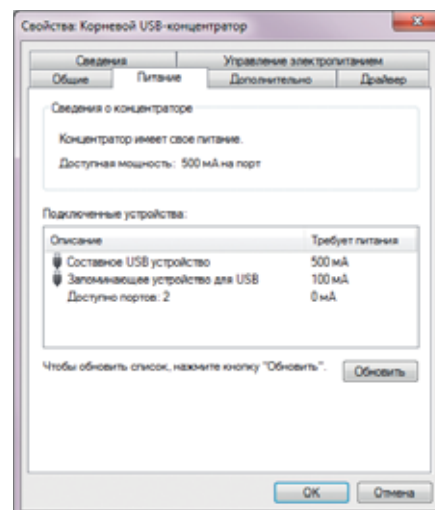 Свойства: Корневой USB-концентратор
Сведения Управление электропитанием
Общие Питание Дополнительно Драйвер
Сведения о концентраторе
Концентратор имеет свое питание.
Доступная мощность: 500 мА на порт
Подключенные устройства:
Описание Требует питания
Составное USB устройство 500 мА
Запоминающее устройство для USB 100 мА
Доступно портов: 2 0 мА
Чтобы обновить список, нажмите кнопку "Обновить". Обновить
OK Отмена